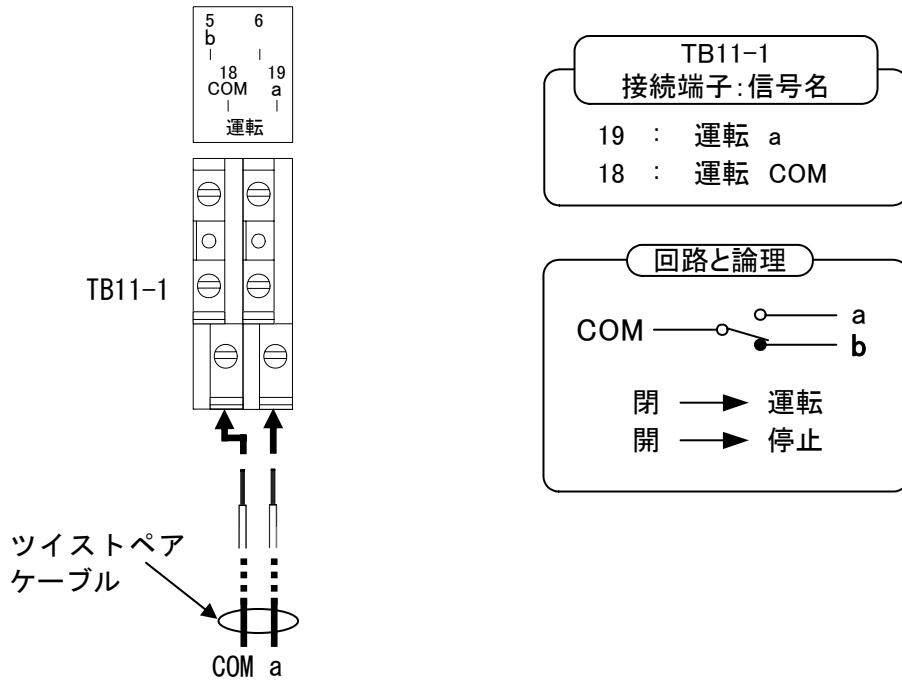 5 6
b
18 19
COM a
運転
TB11-1
ツイストペア
ケーブル
COM a
TB11-1
接続端子:信号名
19 : 運転 a
18 : 運転 COM
回路と論理
COM a
b
閉 運転
開 停止